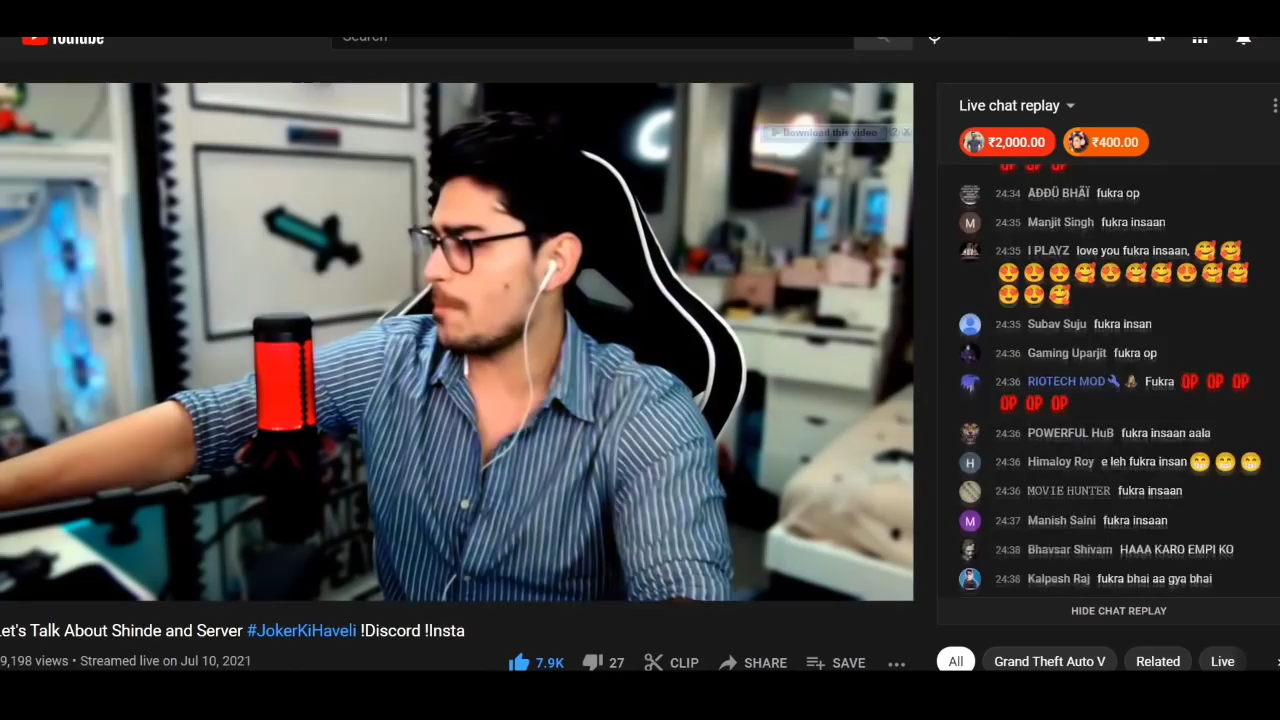 YouTube
Search
Download this video
Live chat replay
₹2,000.00
₹400.00
24:34 ADDÜ BHÄÏ fukra op
24:35 Manjit Singh fukra insaan
24:35 I PLAYZ love you fukra insaan,
24:35 Subav Suju fukra insan
24:36 Gaming Uparjit fukra op
24:36 RIOTECH MOD Fukra OP OP OP
OP OP OP
24:36 POWERFUL HuB fukra insaan aala
24:36 Himaloy Roy e leh fukra insan
24:36 MOVIE HUNTER fukra insaan
24:37 Manish Saini fukra insaan
24:38 Bhavsar Shivam HAAA KARO EMPI KO
24:38 Kalpesh Raj fukra bhai aa gya bhai
HIDE CHAT REPLAY
et's Talk About Shinde and Server #JokerKiHaveli !Discord !Insta
9,198 views • Streamed live on Jul 10, 2021
7.9K 27 CLIP SHARE SAVE
All Grand Theft Auto V Related Live